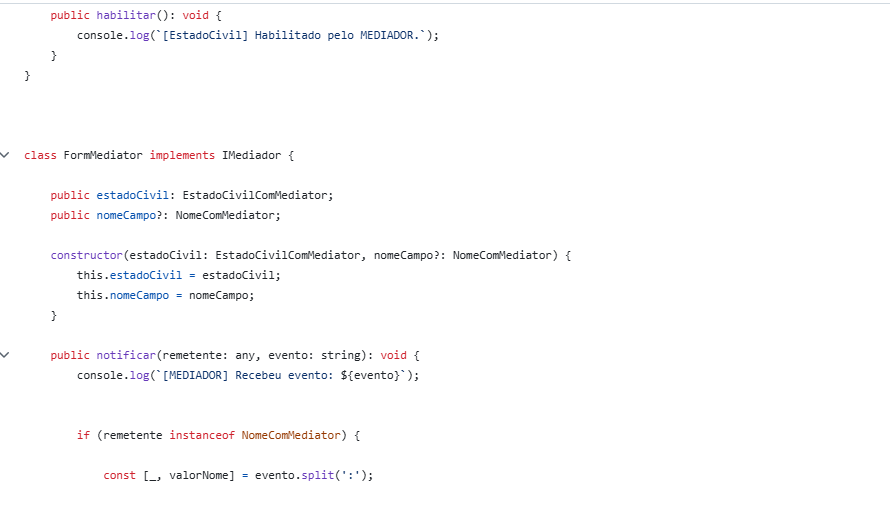 public habilitar(): void {
console.log(`[EstadoCivil] Habilitado pelo MEDIADOR.`);
}
}
class FormMediator implements IMediador {
public estadoCivil: EstadoCivilComMediator;
public nomeCampo?: NomeComMediator;
constructor(estadoCivil: EstadoCivilComMediator, nomeCampo?: NomeComMediator) {
this.estadoCivil = estadoCivil;
this.nomeCampo = nomeCampo;
}
public notificar(remetente: any, evento: string): void {
console.log(`[MEDIADOR] Recebeu evento: ${evento}`);
if (remetente instanceof NomeComMediator) {
const [_, valorNome] = evento.split(':');